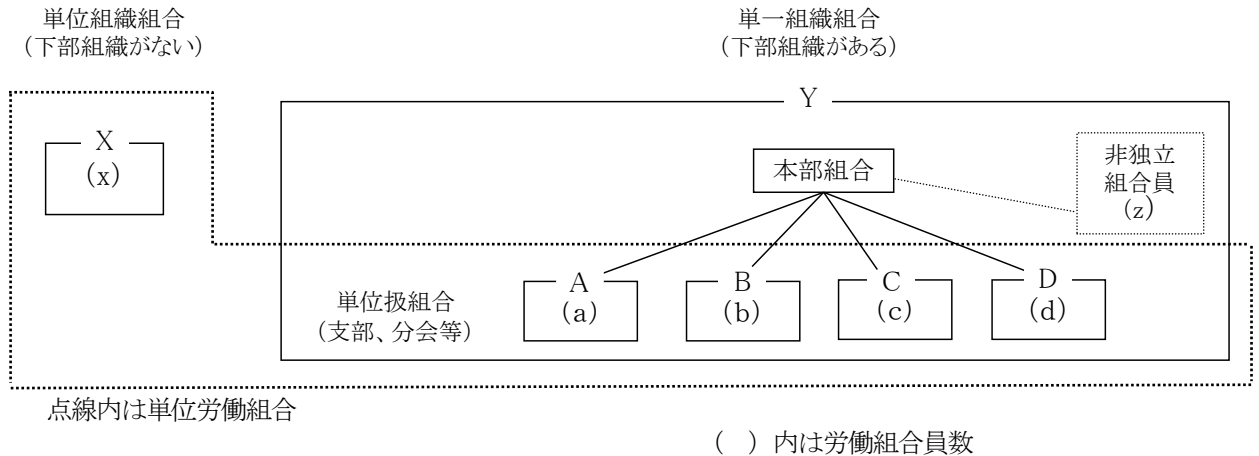 単位組織組合
（下部組織がない）
単一組織組合
（下部組織がある）
Y
X
(x)
本部組合
非独立
組合員
(z)
単位扱組合
（支部、分会等）
A
(a)
B
(b)
C
(c)
D
(d)
点線内は単位労働組合
（　）内は労働組合員数